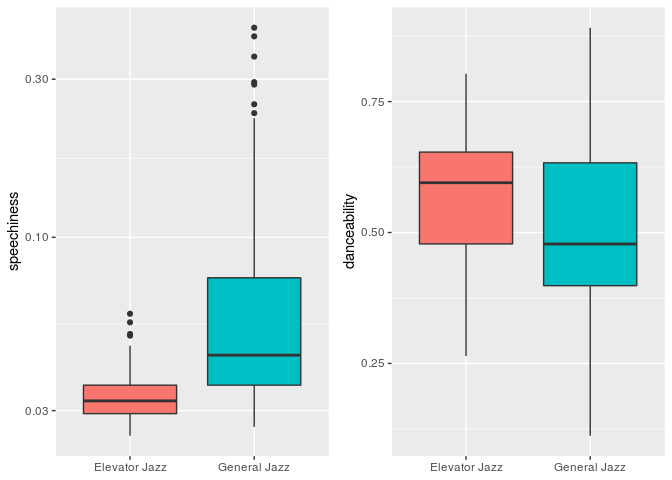 speechiness
0.30
0.10
0.03
Elevator Jazz
General Jazz
danceability
0.75
0.50
0.25
Elevator Jazz
General Jazz